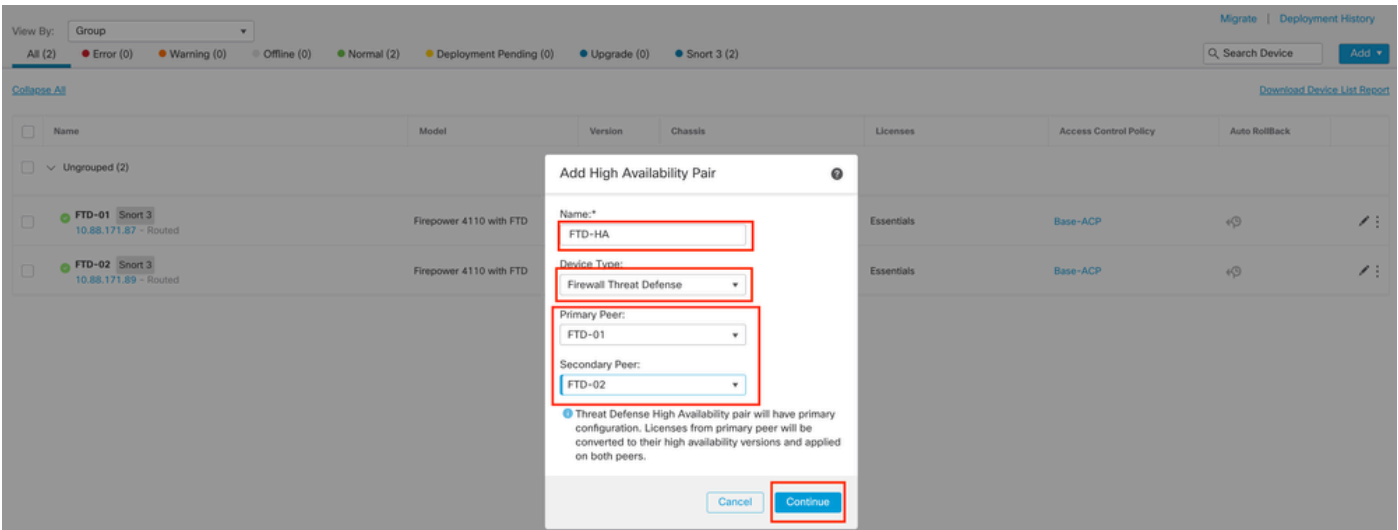 Migrate | Deployment History
View By: Group
All (2) Error (0) Warning (0) Offline (0) Normal (2) Deployment Pending (0) Upgrade (0) Snort 3 (2) Search Device Add
Collapse All Download Device List Report
Name Model Version Chassis Licenses Access Control Policy Auto RollBack
Ungrouped (2)
FTD-01 Snort 3 Firepower 4110 with FTD Essentials Base-ACP
10.88.171.87 - Routed
FTD-02 Snort 3 Firepower 4110 with FTD Essentials Base-ACP
10.88.171.89 - Routed
Add High Availability Pair
Name:*
FTD-HA
Device Type:
Firewall Threat Defense
Primary Peer:
FTD-01
Secondary Peer:
FTD-02
Threat Defense High Availability pair will have primary
configuration. Licenses from primary peer will be
converted to their high availability versions and applied
on both peers.
Cancel Continue